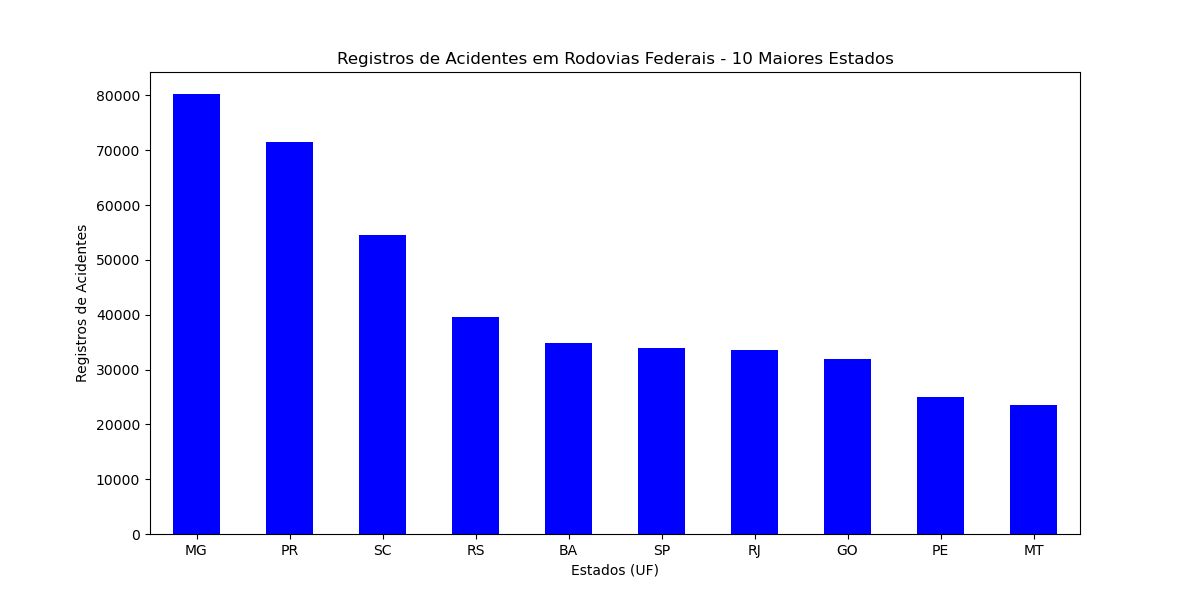 Registros de Acidentes em Rodovias Federais - 10 Maiores Estados
Registros de Acidentes
80000
70000
60000
50000
40000
30000
20000
10000
0
MG PR SC RS BA SP RJ GO PE MT
Estados (UF)